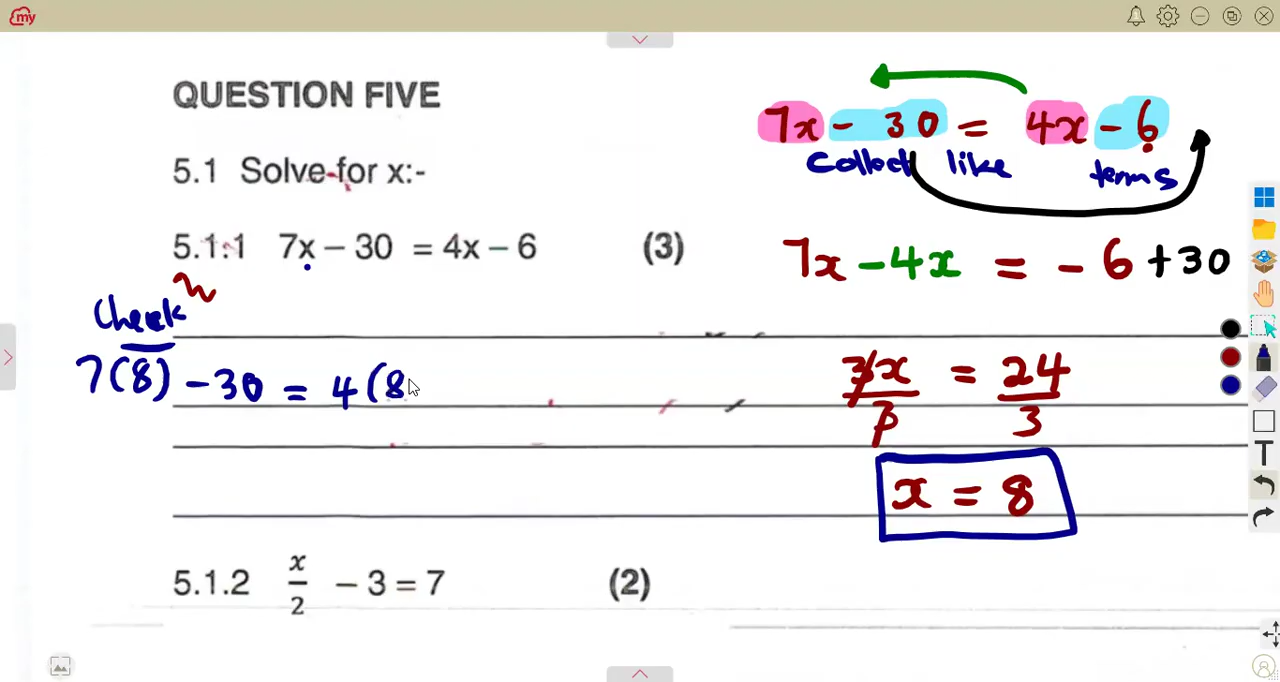 my
QUESTION FIVE
5.1 Solve for x:-
5.1.1 7x – 30 = 4x – 6 (3)
Check
7(8) - 30 = 4(8
7x - 30 = 4x - 6
Collect like terms
7x - 4x = - 6 + 30
3x/3 = 24/3
x = 8
5.1.2 x/2 – 3 = 7 (2)
T